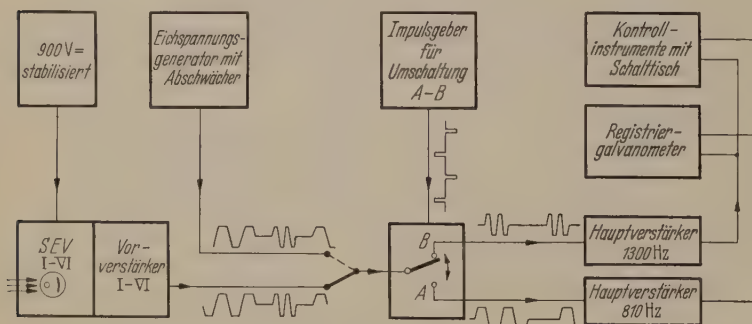 900V=
stabilisiert
Eichspannungs-
generator mit
Abschwächer
Impulsgeber
für
Umschaltung
A-B
Kontroll-
instrumente mit
Schalttisch
Registrier-
galvanometer
SEV
I-VI
Vor-
verstärker
I-VI
B
A
Hauptverstärker
1300 Hz
Hauptverstärker
810 Hz